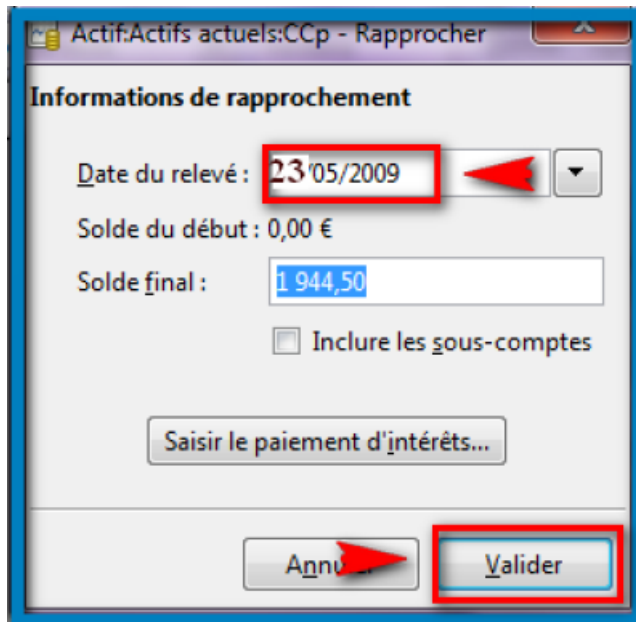 Actif:Actifs actuels:CCp - Rapprocher
Informations de rapprochement
Date du relevé : 23/05/2009
Solde du début : 0,00 €
Solde final : 1 944,50
Inclure les sous-comptes
Saisir le paiement d'intérêts...
Valider